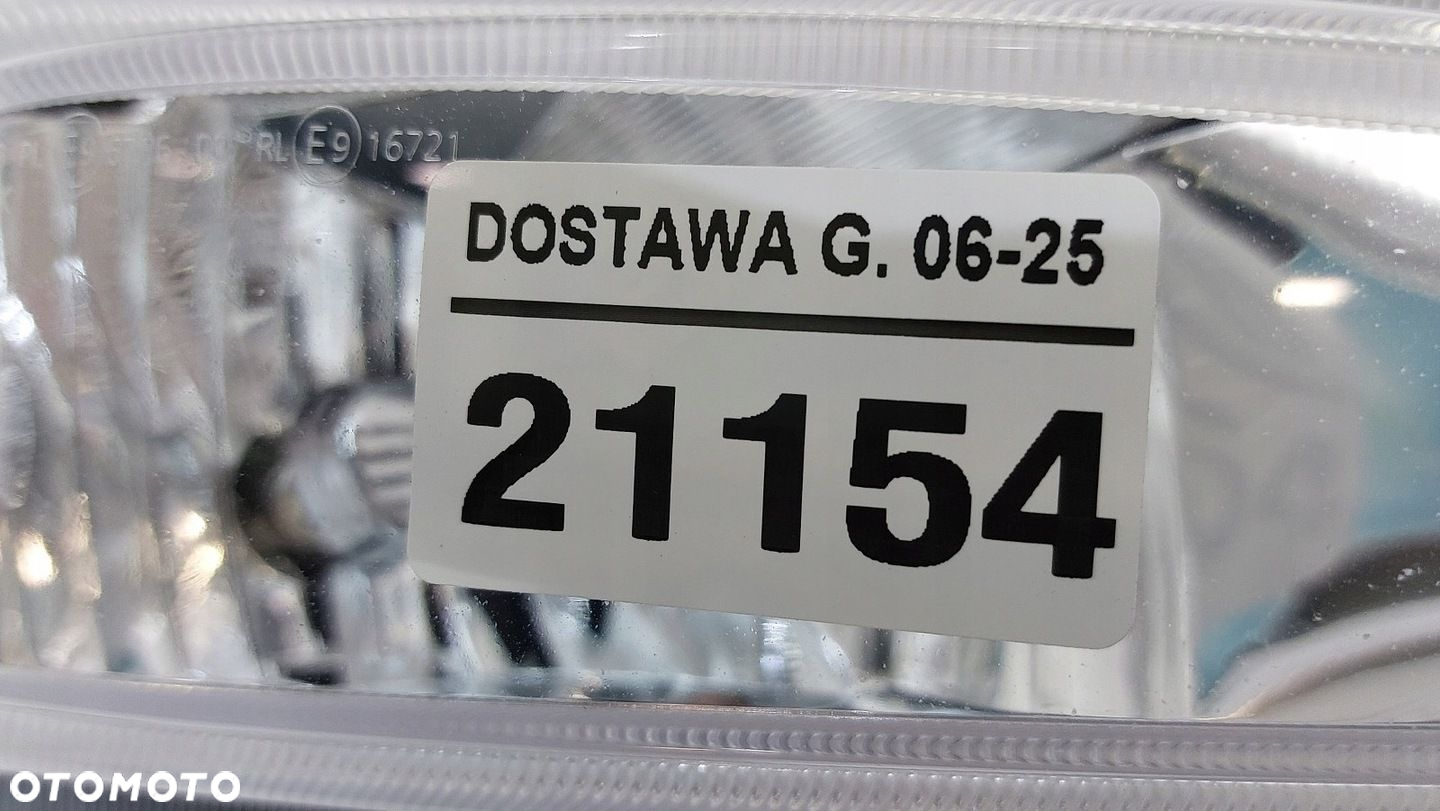 RL E9 16721
DOSTAWA G. 06-25
21154
OTOMOTO